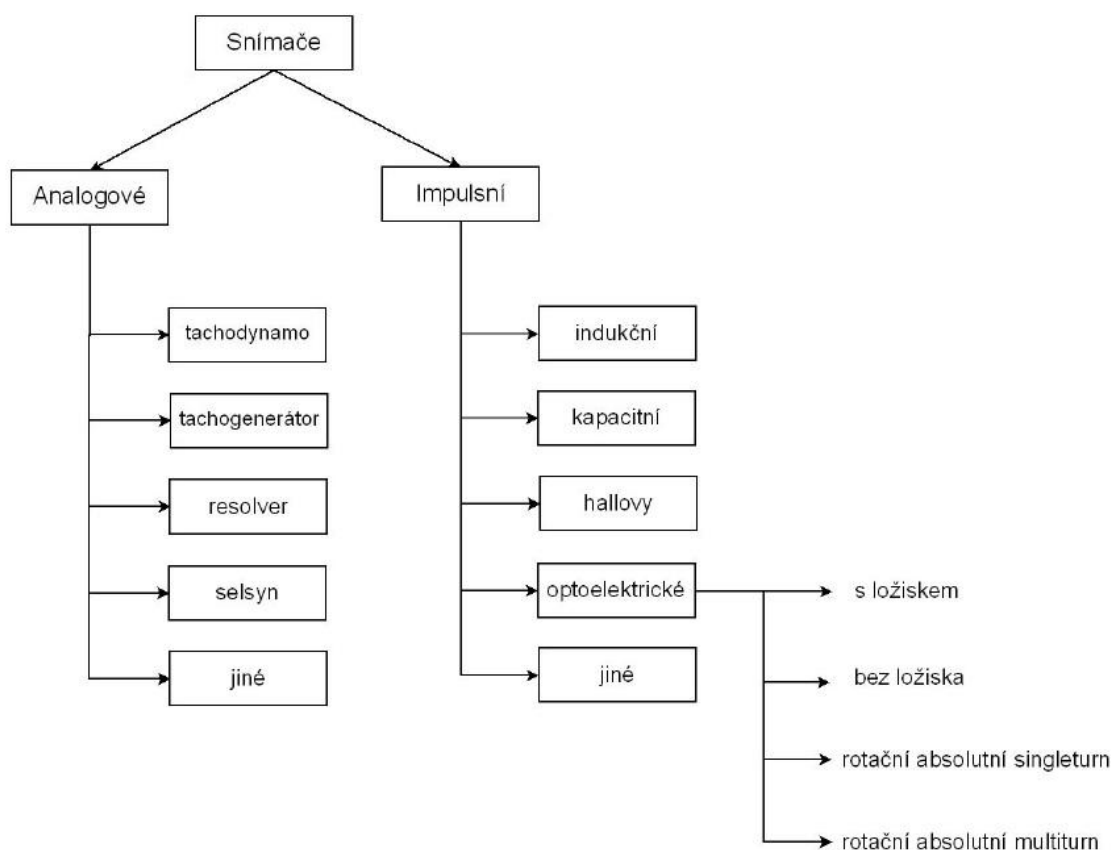 Snímače
Analogové
Impulsní
tachodynamo
tachogenerátor
resolver
selsyn
jiné
indukční
kapacitní
hallovy
optoelektrické
jiné
s ložiskem
bez ložiska
rotační absolutní singleturn
rotační absolutní multiturn